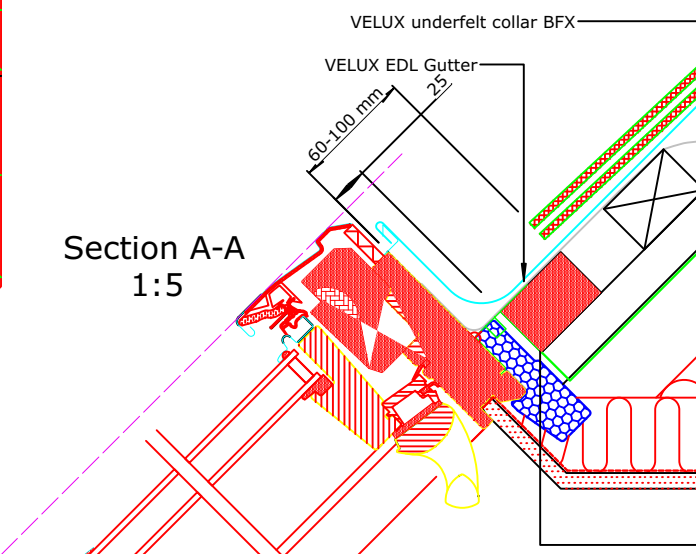 VELUX underfelt collar BFX
VELUX EDL Gutter
25
60-100 mm
Section A-A
1:5